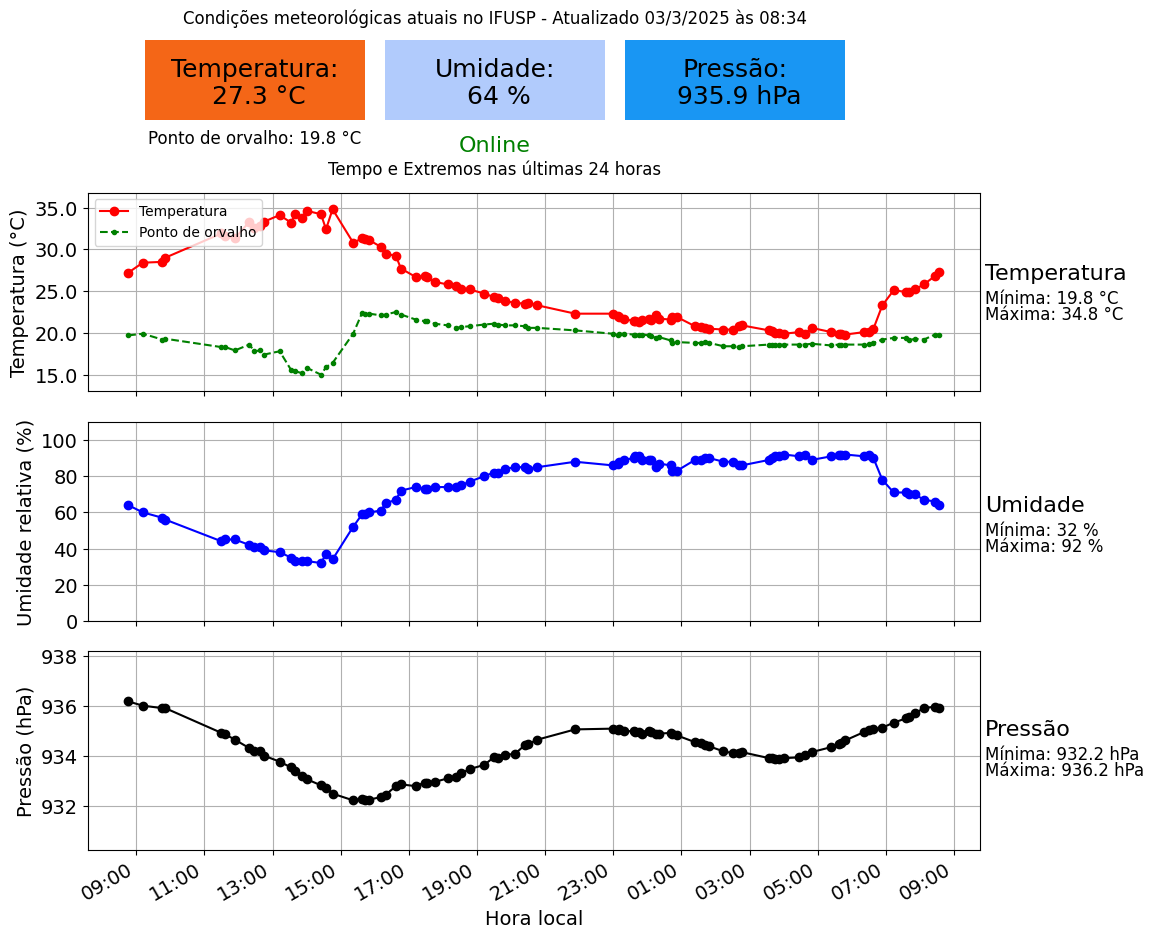 Condições meteorológicas atuais no IFUSP - Atualizado 03/3/2025 às 08:34
Temperatura:
27.3 °C
Umidade:
64 %
Pressão:
935.9 hPa
Ponto de orvalho: 19.8 °C
Online
Tempo e Extremos nas últimas 24 horas
Temperatura (°C)
35.0
30.0
25.0
20.0
15.0
Temperatura
Ponto de orvalho
Temperatura
Mínima: 19.8 °C
Máxima: 34.8 °C
Umidade relativa (%)
100
80
60
40
20
0
Umidade
Mínima: 32 %
Máxima: 92 %
Pressão (hPa)
938
936
934
932
Pressão
Mínima: 932.2 hPa
Máxima: 936.2 hPa
09:00 11:00 13:00 15:00 17:00 19:00 21:00 23:00 01:00 03:00 05:00 07:00 09:00
Hora local